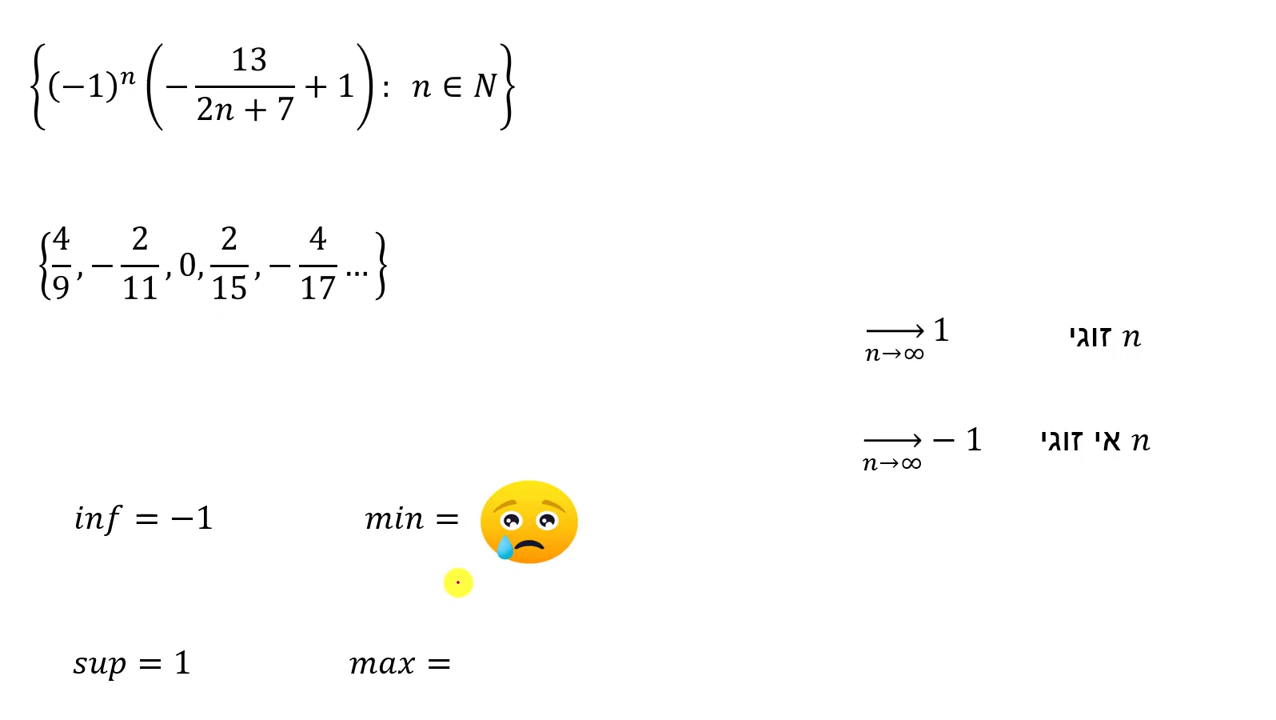 {(−1)ⁿ (−13/(2n + 7) + 1) : n ∈ N}
{4/9, −2/11, 0, 2/15, −4/17 ...}
⟶ 1 n→∞ n זוגי
⟶ −1 n→∞ n אי זוגי
inf = −1 min =
sup = 1 max =